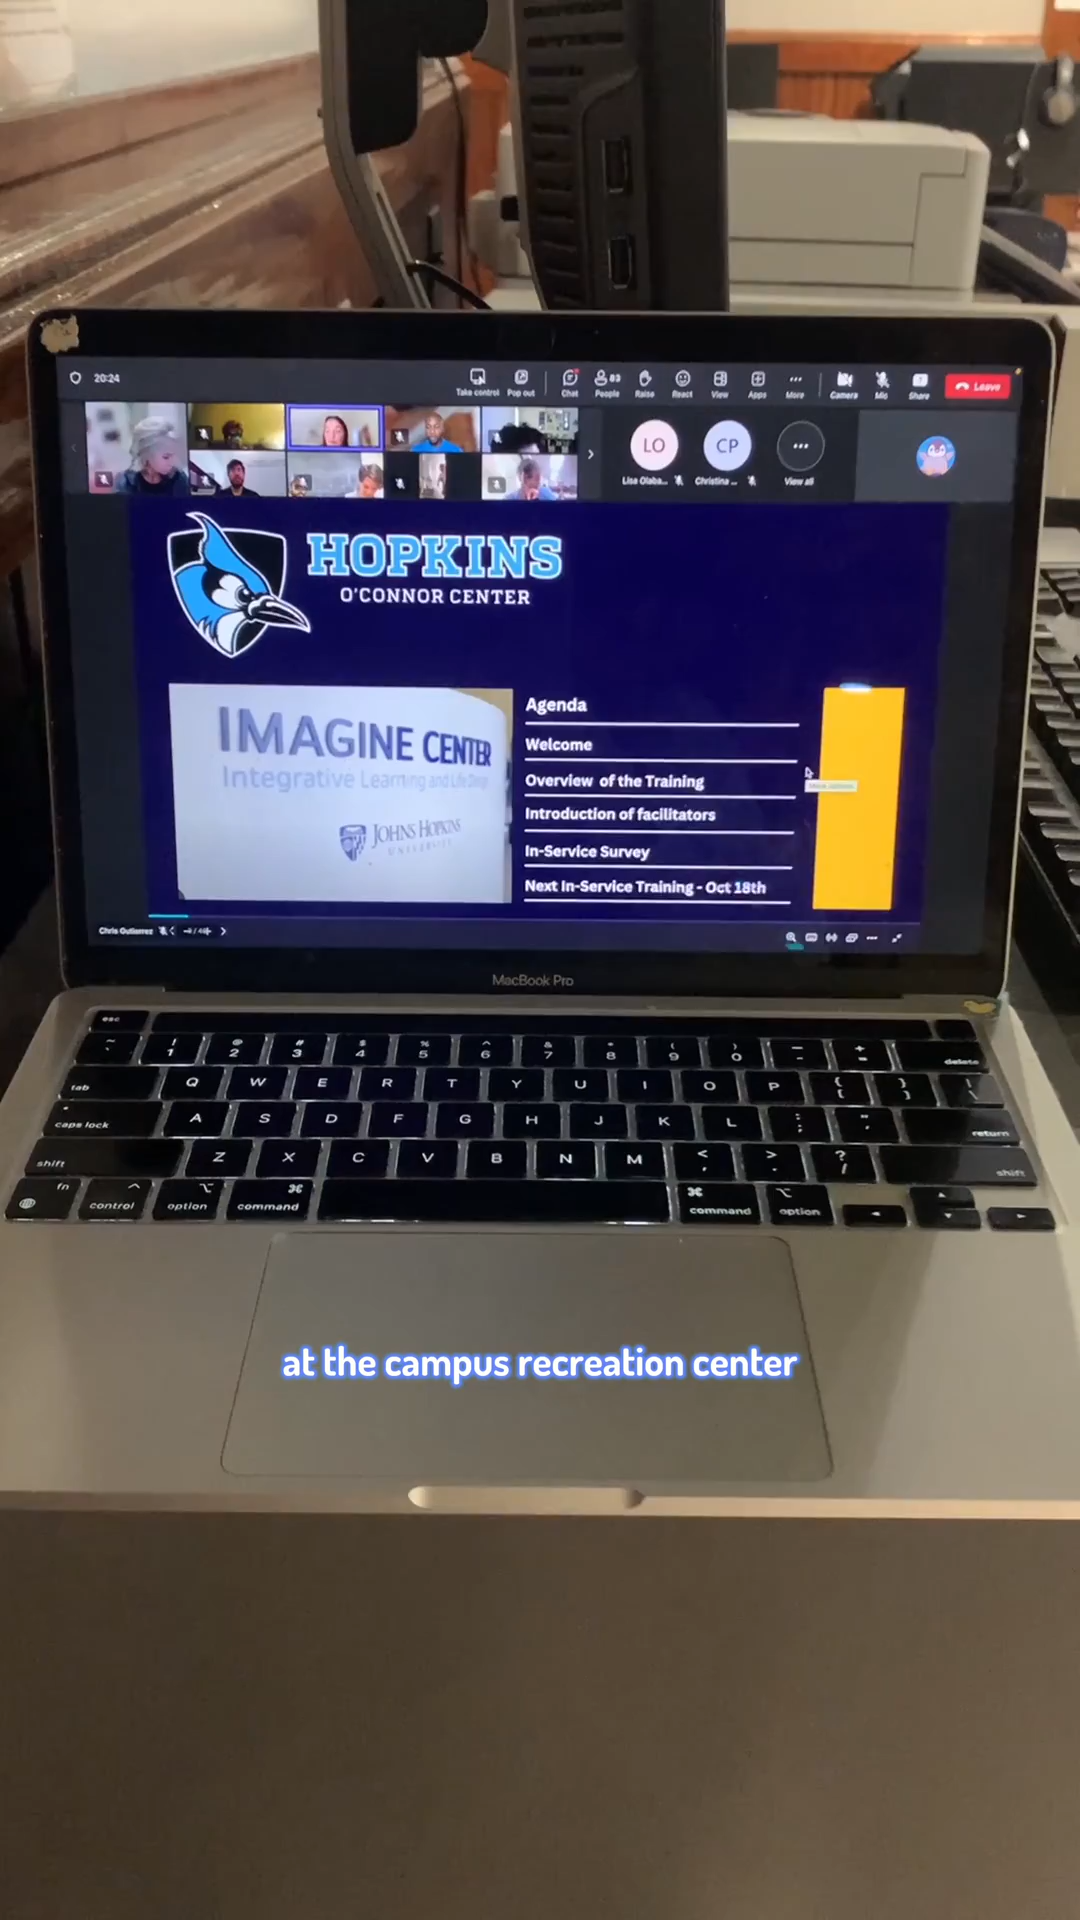 20:24
Take control
Pop out
Chat
83
People
Raise
React
View
Apps
More
Camera
Mic
Share
Leave
LO
CP
Lisa Olaba...
Christina ...
View all
HOPKINS
O'CONNOR CENTER
IMAGINE CENTER
Integrative Learning and Life Design
JOHNS HOPKINS
UNIVERSITY
Agenda
Welcome
Overview of the Training
Introduction of facilitators
In-Service Survey
Next In-Service Training - Oct 18th
Chris Gutierrez
MacBook Pro
esc
~ ! @ # $ % ^ & * ( ) _ +
` 1 2 3 4 5 6 7 8 9 0 - = delete
tab Q W E R T Y U I O P { } |
[ ] \
caps lock A S D F G H J K L : " return
; '
shift Z X C V B N M < > ? shift
, . /
fn ^ ⌥ ⌘ ⌘ ⌥
control option command command option
at the campus recreation center